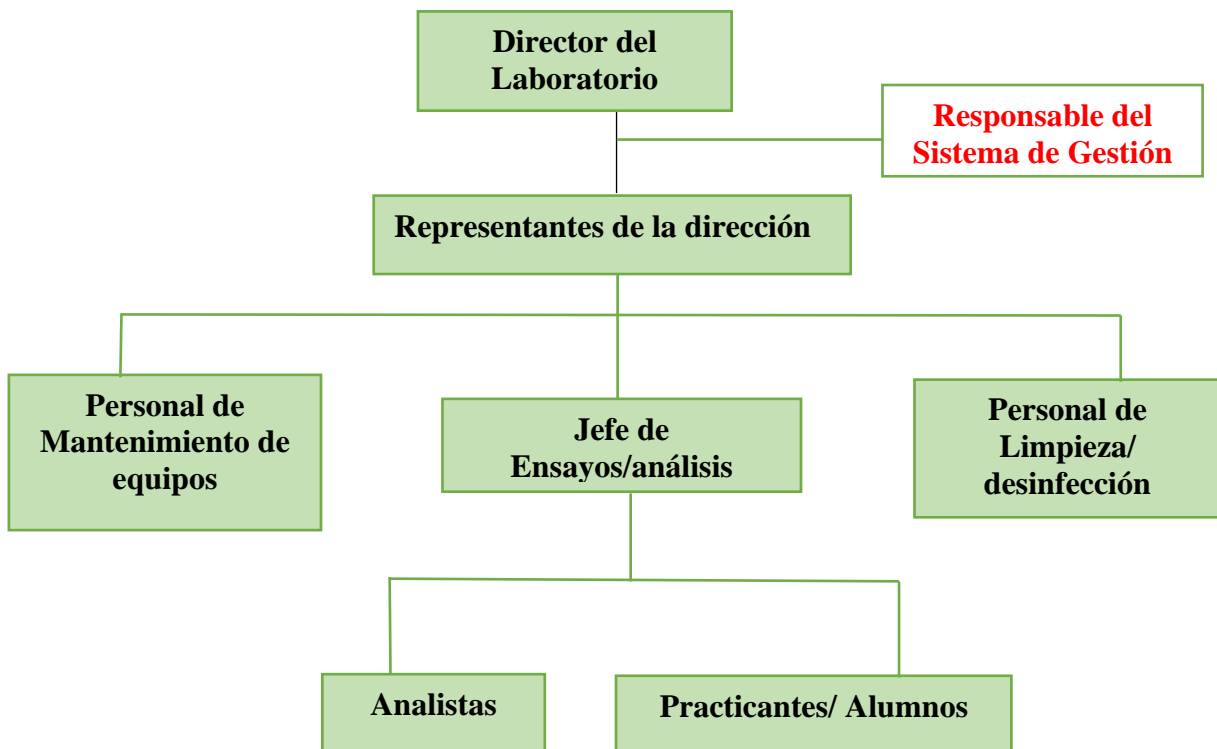 Director del
Laboratorio
Responsable del
Sistema de Gestión
Representantes de la dirección
Personal de
Mantenimiento de
equipos
Jefe de
Ensayos/análisis
Personal de
Limpieza/
desinfección
Analistas
Practicantes/ Alumnos